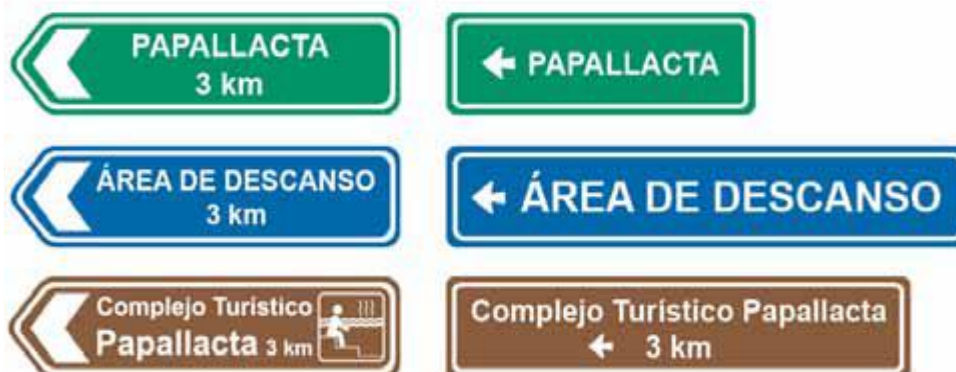 PAPALLACTA
3 km
PAPALLACTA
ÁREA DE DESCANSO
3 km
ÁREA DE DESCANSO
Complejo Turístico
Papallacta 3 km
Complejo Turístico Papallacta
3 km